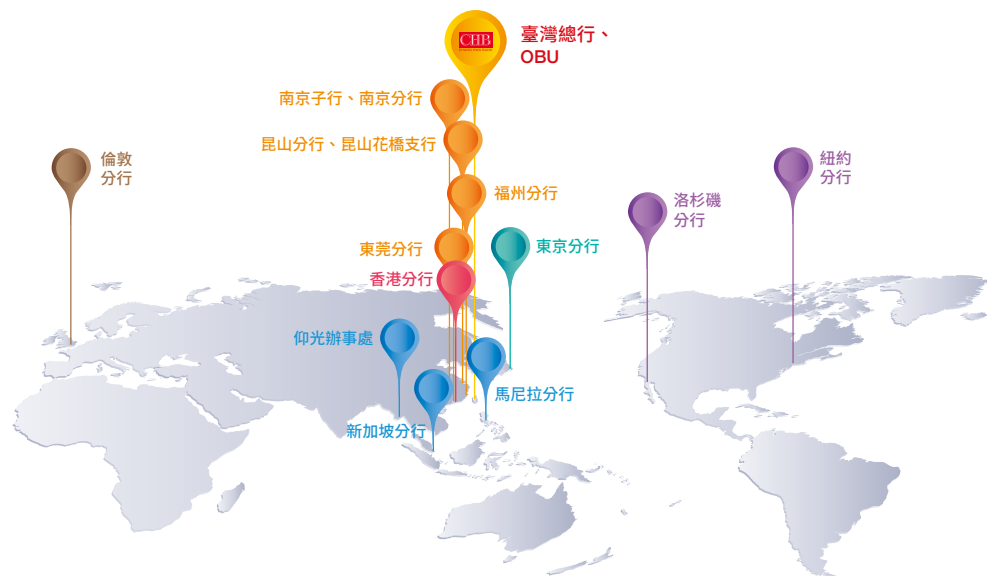 CHB
臺灣總行、
OBU
南京子行、南京分行
昆山分行、昆山花橋支行
倫敦
分行
紐約
分行
福州分行
洛杉磯
分行
東莞分行
東京分行
香港分行
仰光辦事處
馬尼拉分行
新加坡分行